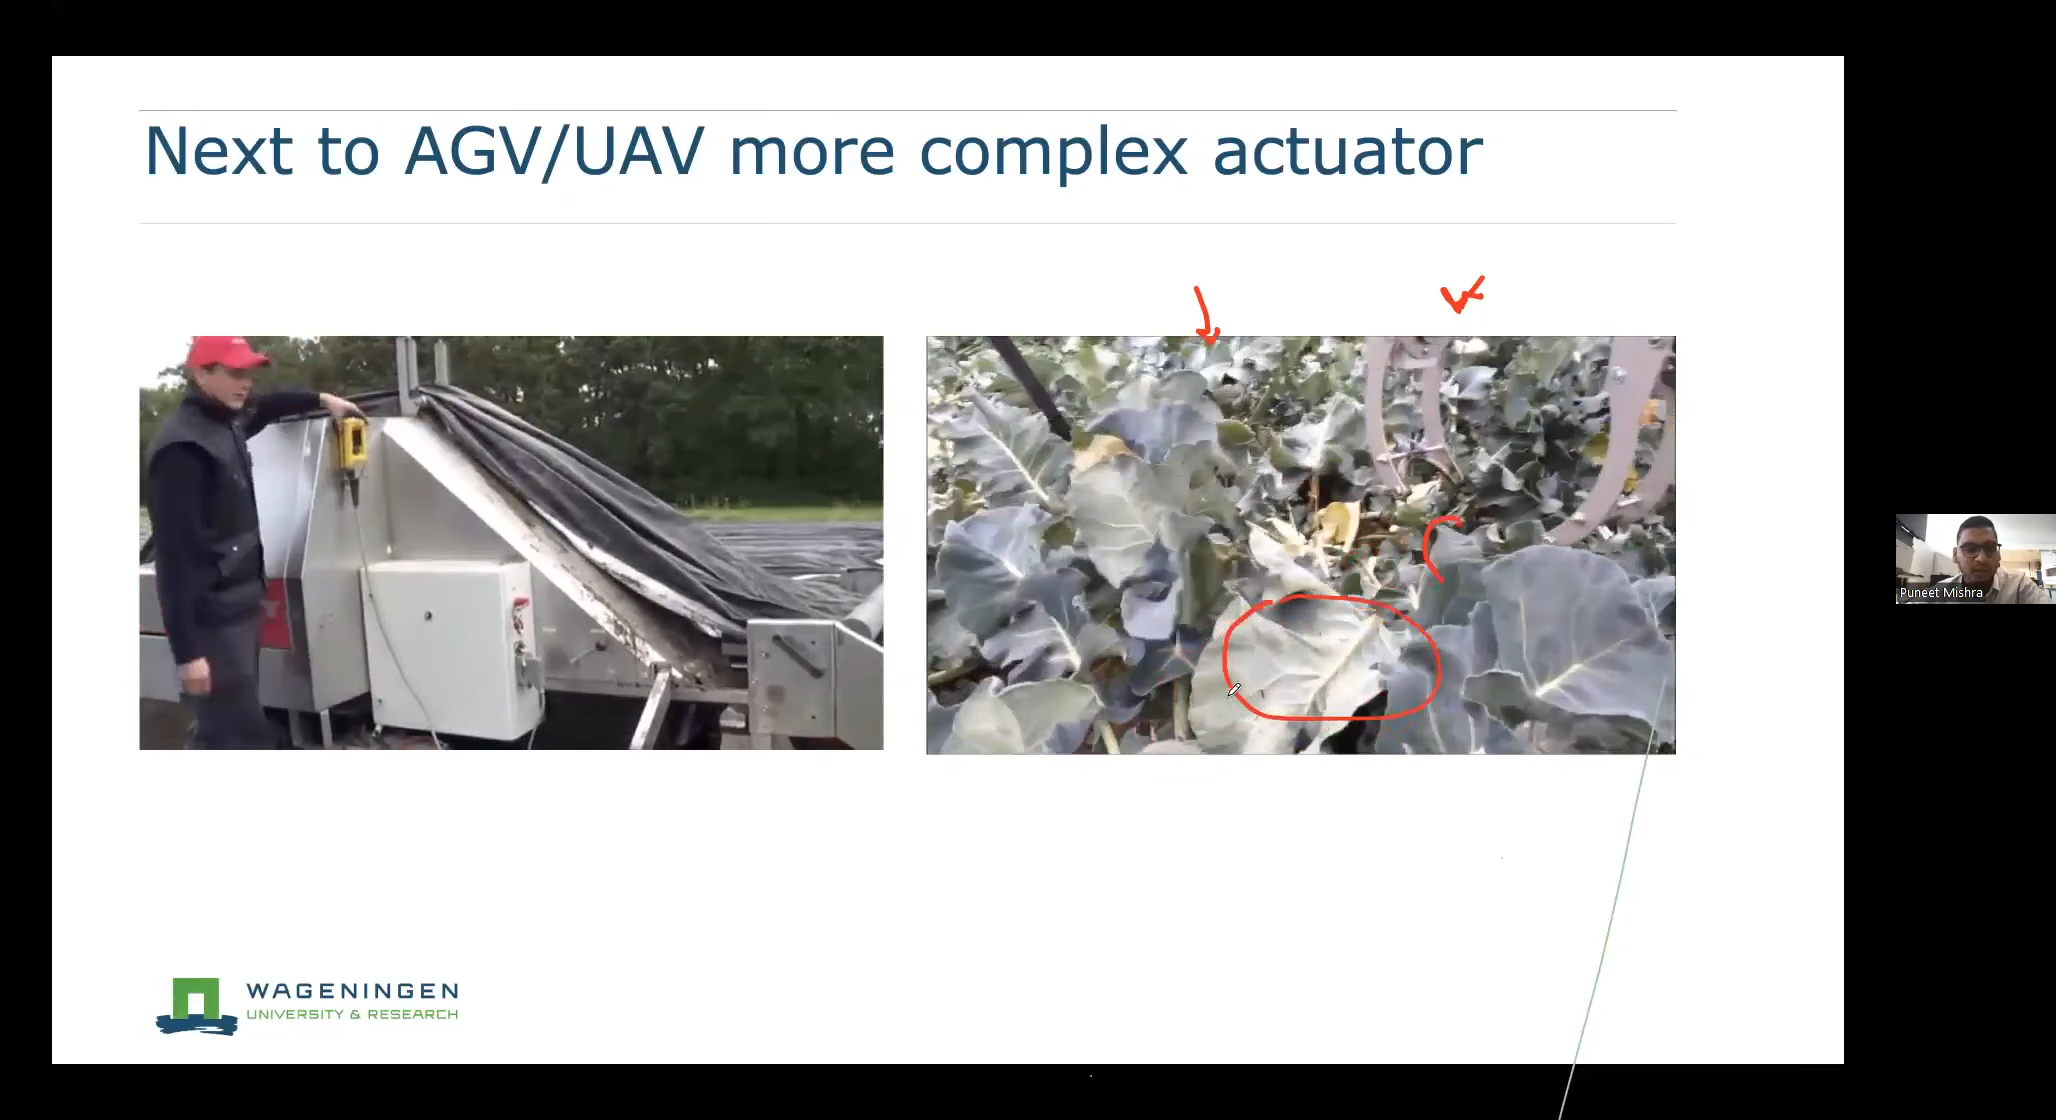 Next to AGV/UAV more complex actuator
Puneet Mishra
WAGENINGEN
UNIVERSITY & RESEARCH